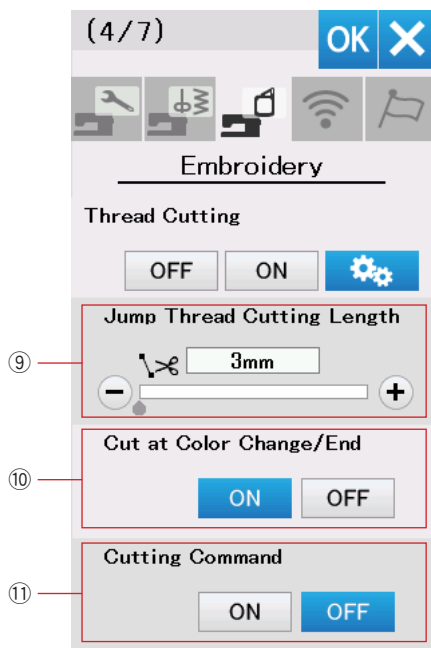 (4/7)
OK
Embroidery
Thread Cutting
OFF ON
Jump Thread Cutting Length
⑨
3mm
− +
Cut at Color Change/End
⑩
ON OFF
Cutting Command
⑪
ON OFF